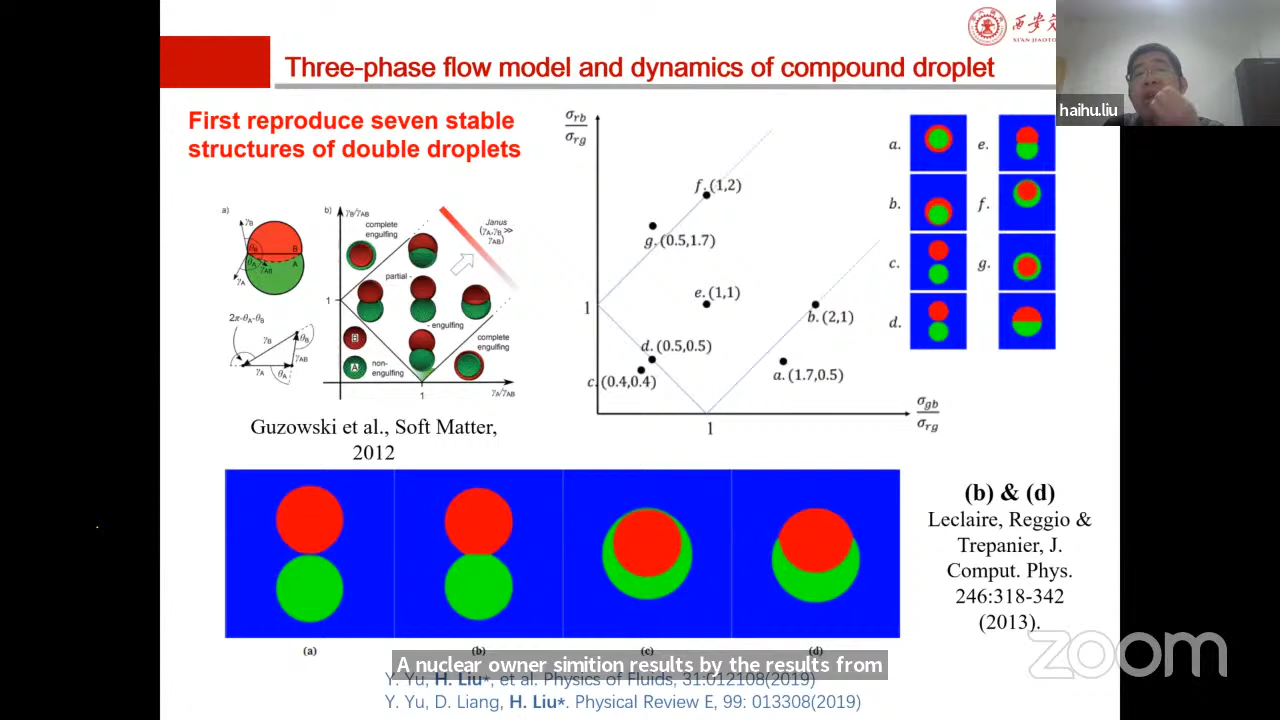 Three-phase flow model and dynamics of compound droplet
haihu.liu
First reproduce seven stable
structures of double droplets
a)
γB
θB
B
θA
A
γAB
γA
2π-θA-θB
γB
θB
γAB
γA
θA
b)
γB/γAB
complete
engulfing
Janus
(γA,γB ≫
γAB)
partial -
1
- engulfing
B
A
non-
engulfing
complete
engulfing
1
γA/γAB
Guzowski et al., Soft Matter,
2012
σrb
σrg
f.(1,2)
g.(0.5,1.7)
e.(1,1)
1
b.(2,1)
d.(0.5,0.5)
c.(0.4,0.4)
a.(1.7,0.5)
1
σgb
σrg
a.
e.
b.
f.
c.
g.
d.
(b) & (d)
Leclaire, Reggio &
Trepanier, J.
Comput. Phys.
246:318-342
(2013).
(a)
(b)
(c)
(d)
A nuclear owner simition results by the results from
Y. Yu, H. Liu*, et al. Physics of Fluids, 31:012108(2019)
Y. Yu, D. Liang, H. Liu*. Physical Review E, 99: 013308(2019)
zoom